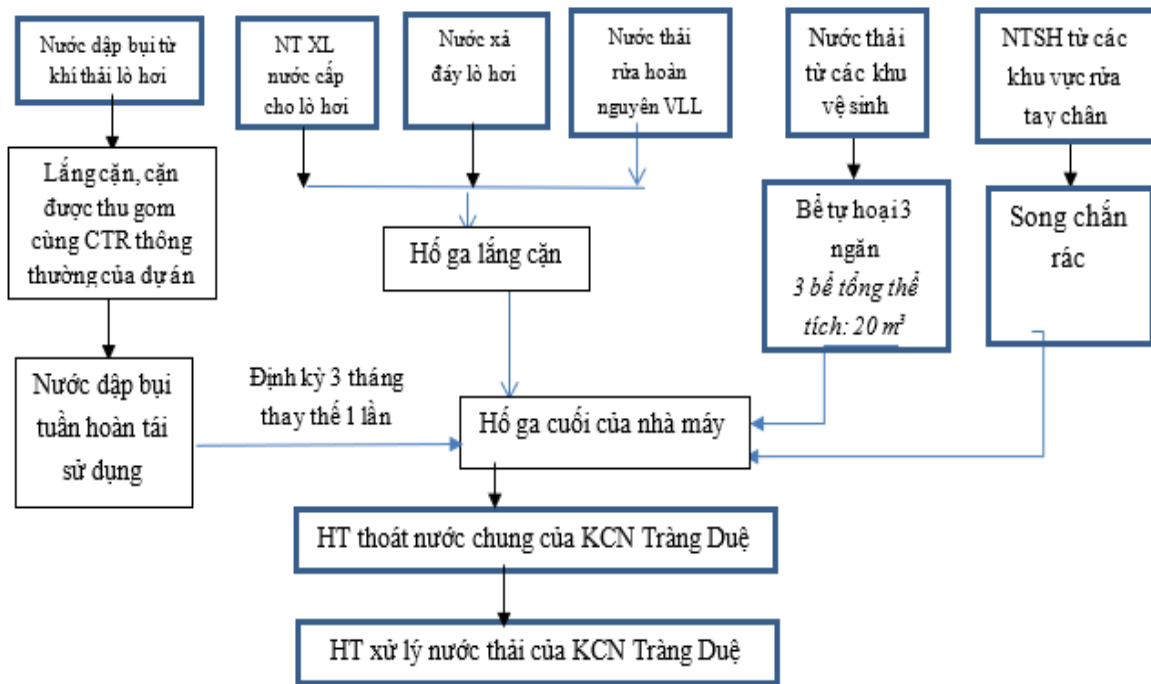 Nước dập bụi từ
khí thải lò hơi
NT XL
nước cấp
cho lò hơi
Nước xả
đáy lò hơi
Nước thải
rửa hoàn
nguyên VLL
Nước thải
từ các khu
vệ sinh
NTSH từ các
khu vực rửa
tay chân
Lắng cặn, cặn
được thu gom
cùng CTR thông
thường của dự án
Hố ga lắng cặn
Bể tự hoại 3
ngăn
3 bể tổng thể
tích: 20 m³
Song chắn
rác
Nước dập bụi
tuần hoàn tái
sử dụng
Định kỳ 3 tháng
thay thế 1 lần
Hố ga cuối của nhà máy
HT thoát nước chung của KCN Tràng Duệ
HT xử lý nước thải của KCN Tràng Duệ